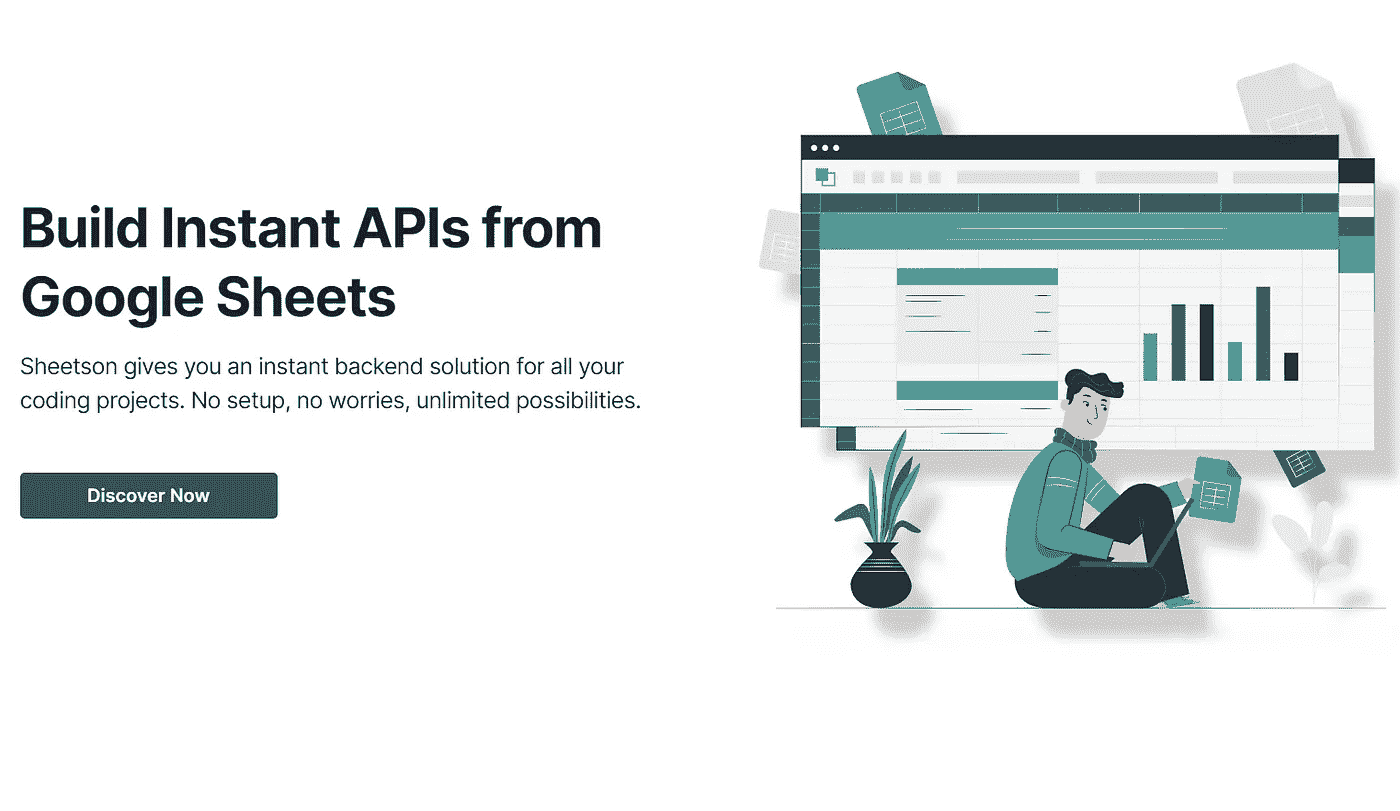 Build Instant APIs from
Google Sheets
Sheetson gives you an instant backend solution for all your
coding projects. No setup, no worries, unlimited possibilities.
Discover Now